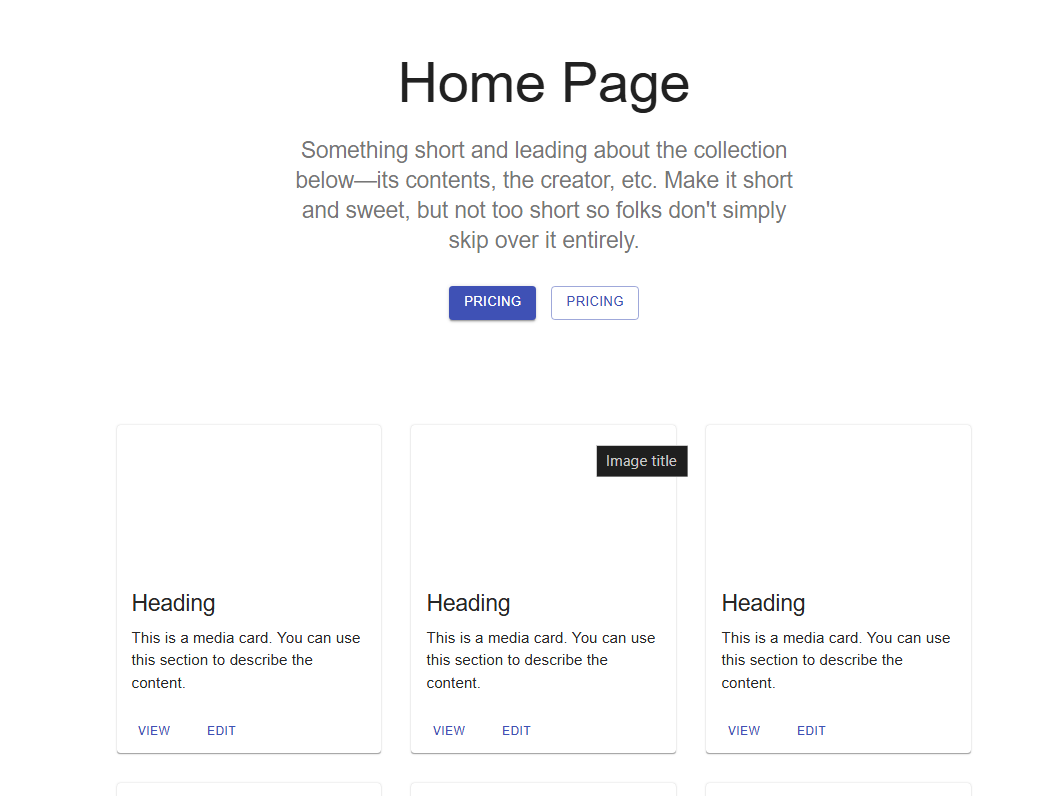 Home Page
Something short and leading about the collection
below—its contents, the creator, etc. Make it short
and sweet, but not too short so folks don't simply
skip over it entirely.
PRICING PRICING
Image title
Heading
This is a media card. You can use
this section to describe the
content.
VIEW EDIT
Heading
This is a media card. You can use
this section to describe the
content.
VIEW EDIT
Heading
This is a media card. You can use
this section to describe the
content.
VIEW EDIT